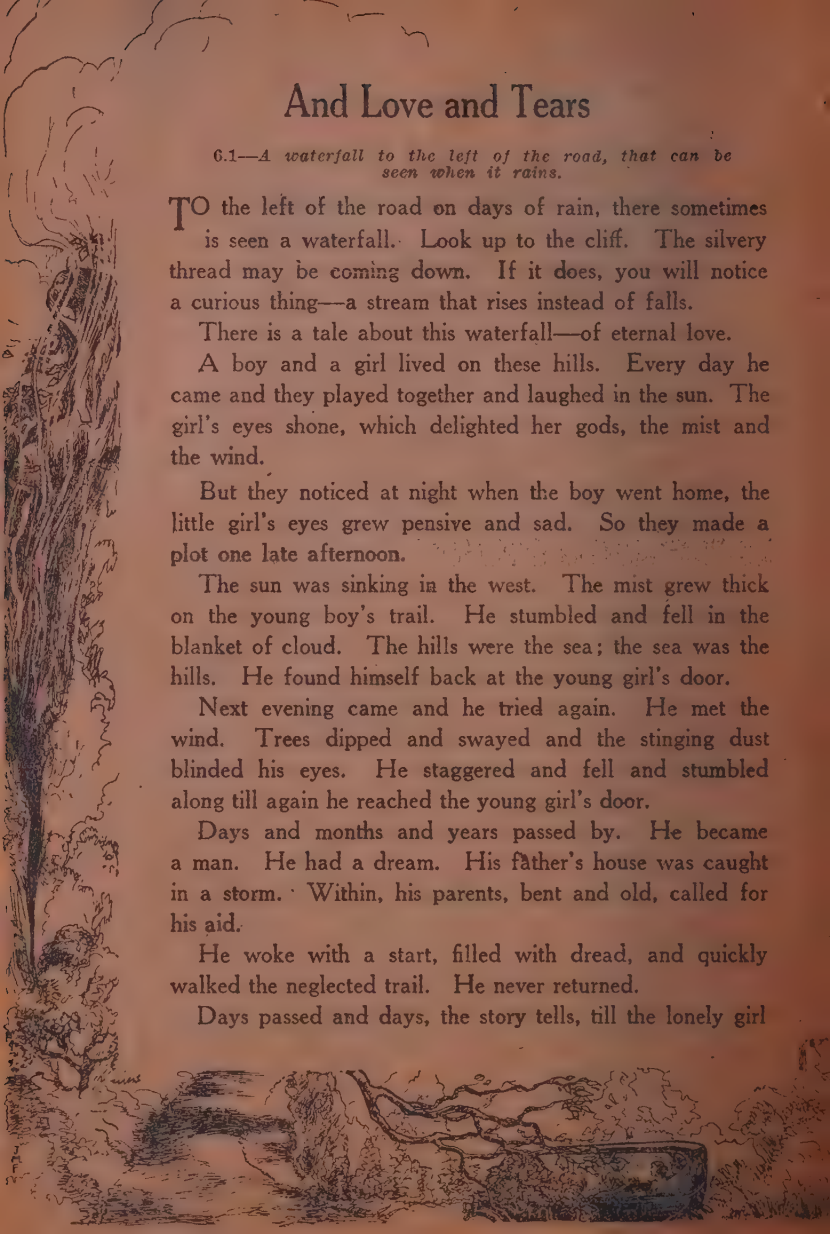 And Love and Tears
6.1—A waterfall to the left of the road, that can be
seen when it rains.
TO the left of the road on days of rain, there sometimes
is seen a waterfall. Look up to the cliff. The silvery
thread may be coming down. If it does, you will notice
a curious thing—a stream that rises instead of falls.
There is a tale about this waterfall—of eternal love.
A boy and a girl lived on these hills. Every day he
came and they played together and laughed in the sun. The
girl's eyes shone, which delighted her gods, the mist and
the wind.
But they noticed at night when the boy went home, the
little girl's eyes grew pensive and sad. So they made a
plot one late afternoon.
The sun was sinking in the west. The mist grew thick
on the young boy's trail. He stumbled and fell in the
blanket of cloud. The hills were the sea; the sea was the
hills. He found himself back at the young girl's door.
Next evening came and he tried again. He met the
wind. Trees dipped and swayed and the stinging dust
blinded his eyes. He staggered and fell and stumbled
along till again he reached the young girl's door.
Days and months and years passed by. He became
a man. He had a dream. His father's house was caught
in a storm. Within, his parents, bent and old, called for
his aid.
He woke with a start, filled with dread, and quickly
walked the neglected trail. He never returned.
Days passed and days, the story tells, till the lonely girl